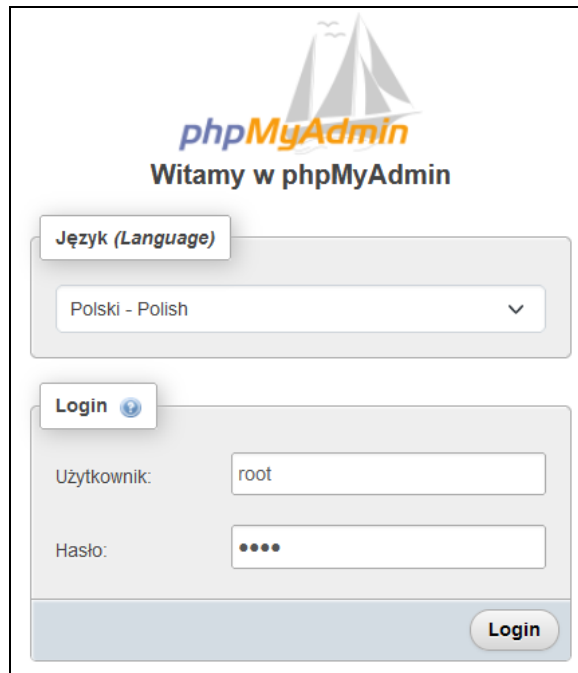 phpMyAdmin
Witamy w phpMyAdmin
Język (Language)
Polski - Polish
Login
Użytkownik:
root
Hasło:
••••
Login